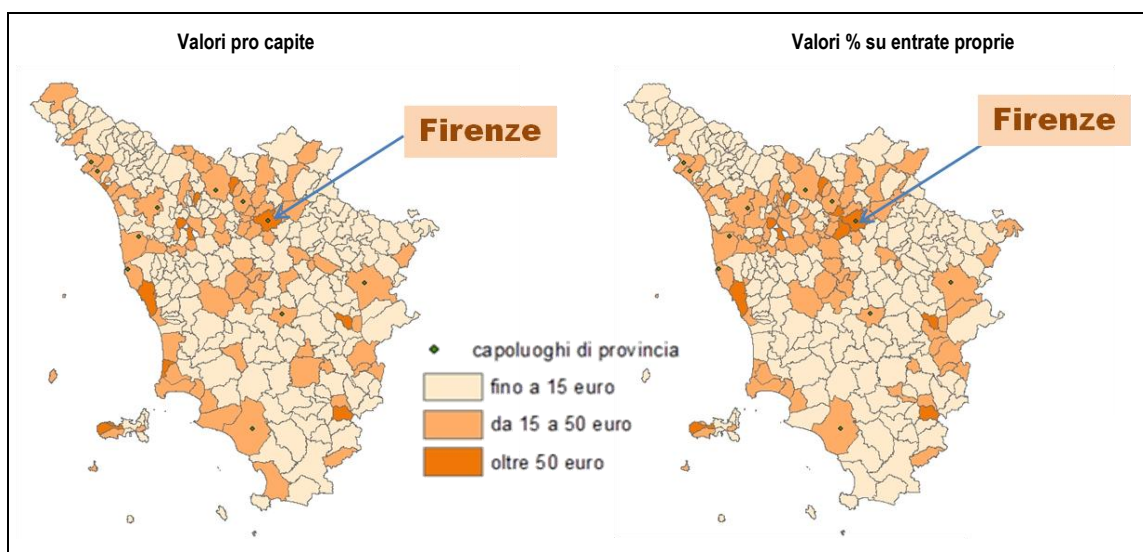 Valori pro capite
Valori % su entrate proprie
Firenze
Firenze
capoluoghi di provincia
fino a 15 euro
da 15 a 50 euro
oltre 50 euro